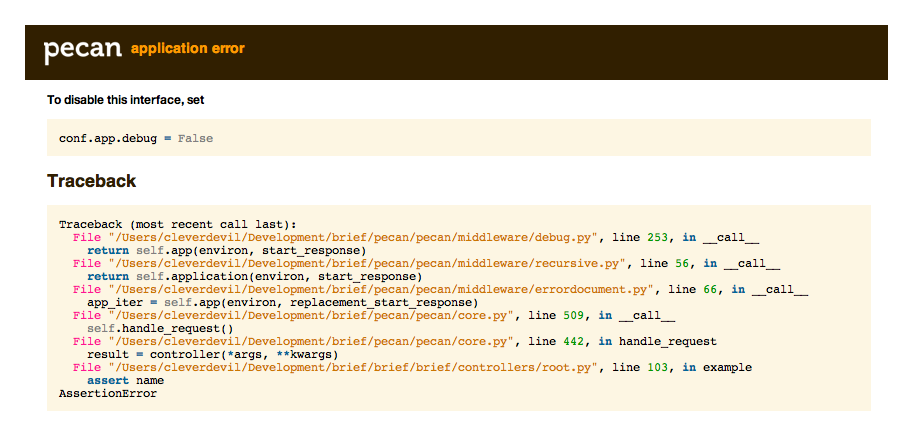 pecan application error
To disable this interface, set
conf.app.debug = False
Traceback
Traceback (most recent call last):
  File "/Users/cleverdevil/Development/brief/pecan/pecan/middleware/debug.py", line 253, in __call__
    return self.app(environ, start_response)
  File "/Users/cleverdevil/Development/brief/pecan/pecan/middleware/recursive.py", line 56, in __call__
    return self.application(environ, start_response)
  File "/Users/cleverdevil/Development/brief/pecan/pecan/middleware/errordocument.py", line 66, in __call__
    app_iter = self.app(environ, replacement_start_response)
  File "/Users/cleverdevil/Development/brief/pecan/pecan/core.py", line 509, in __call__
    self.handle_request()
  File "/Users/cleverdevil/Development/brief/pecan/pecan/core.py", line 442, in handle_request
    result = controller(*args, **kwargs)
  File "/Users/cleverdevil/Development/brief/brief/brief/controllers/root.py", line 103, in example
    assert name
AssertionError